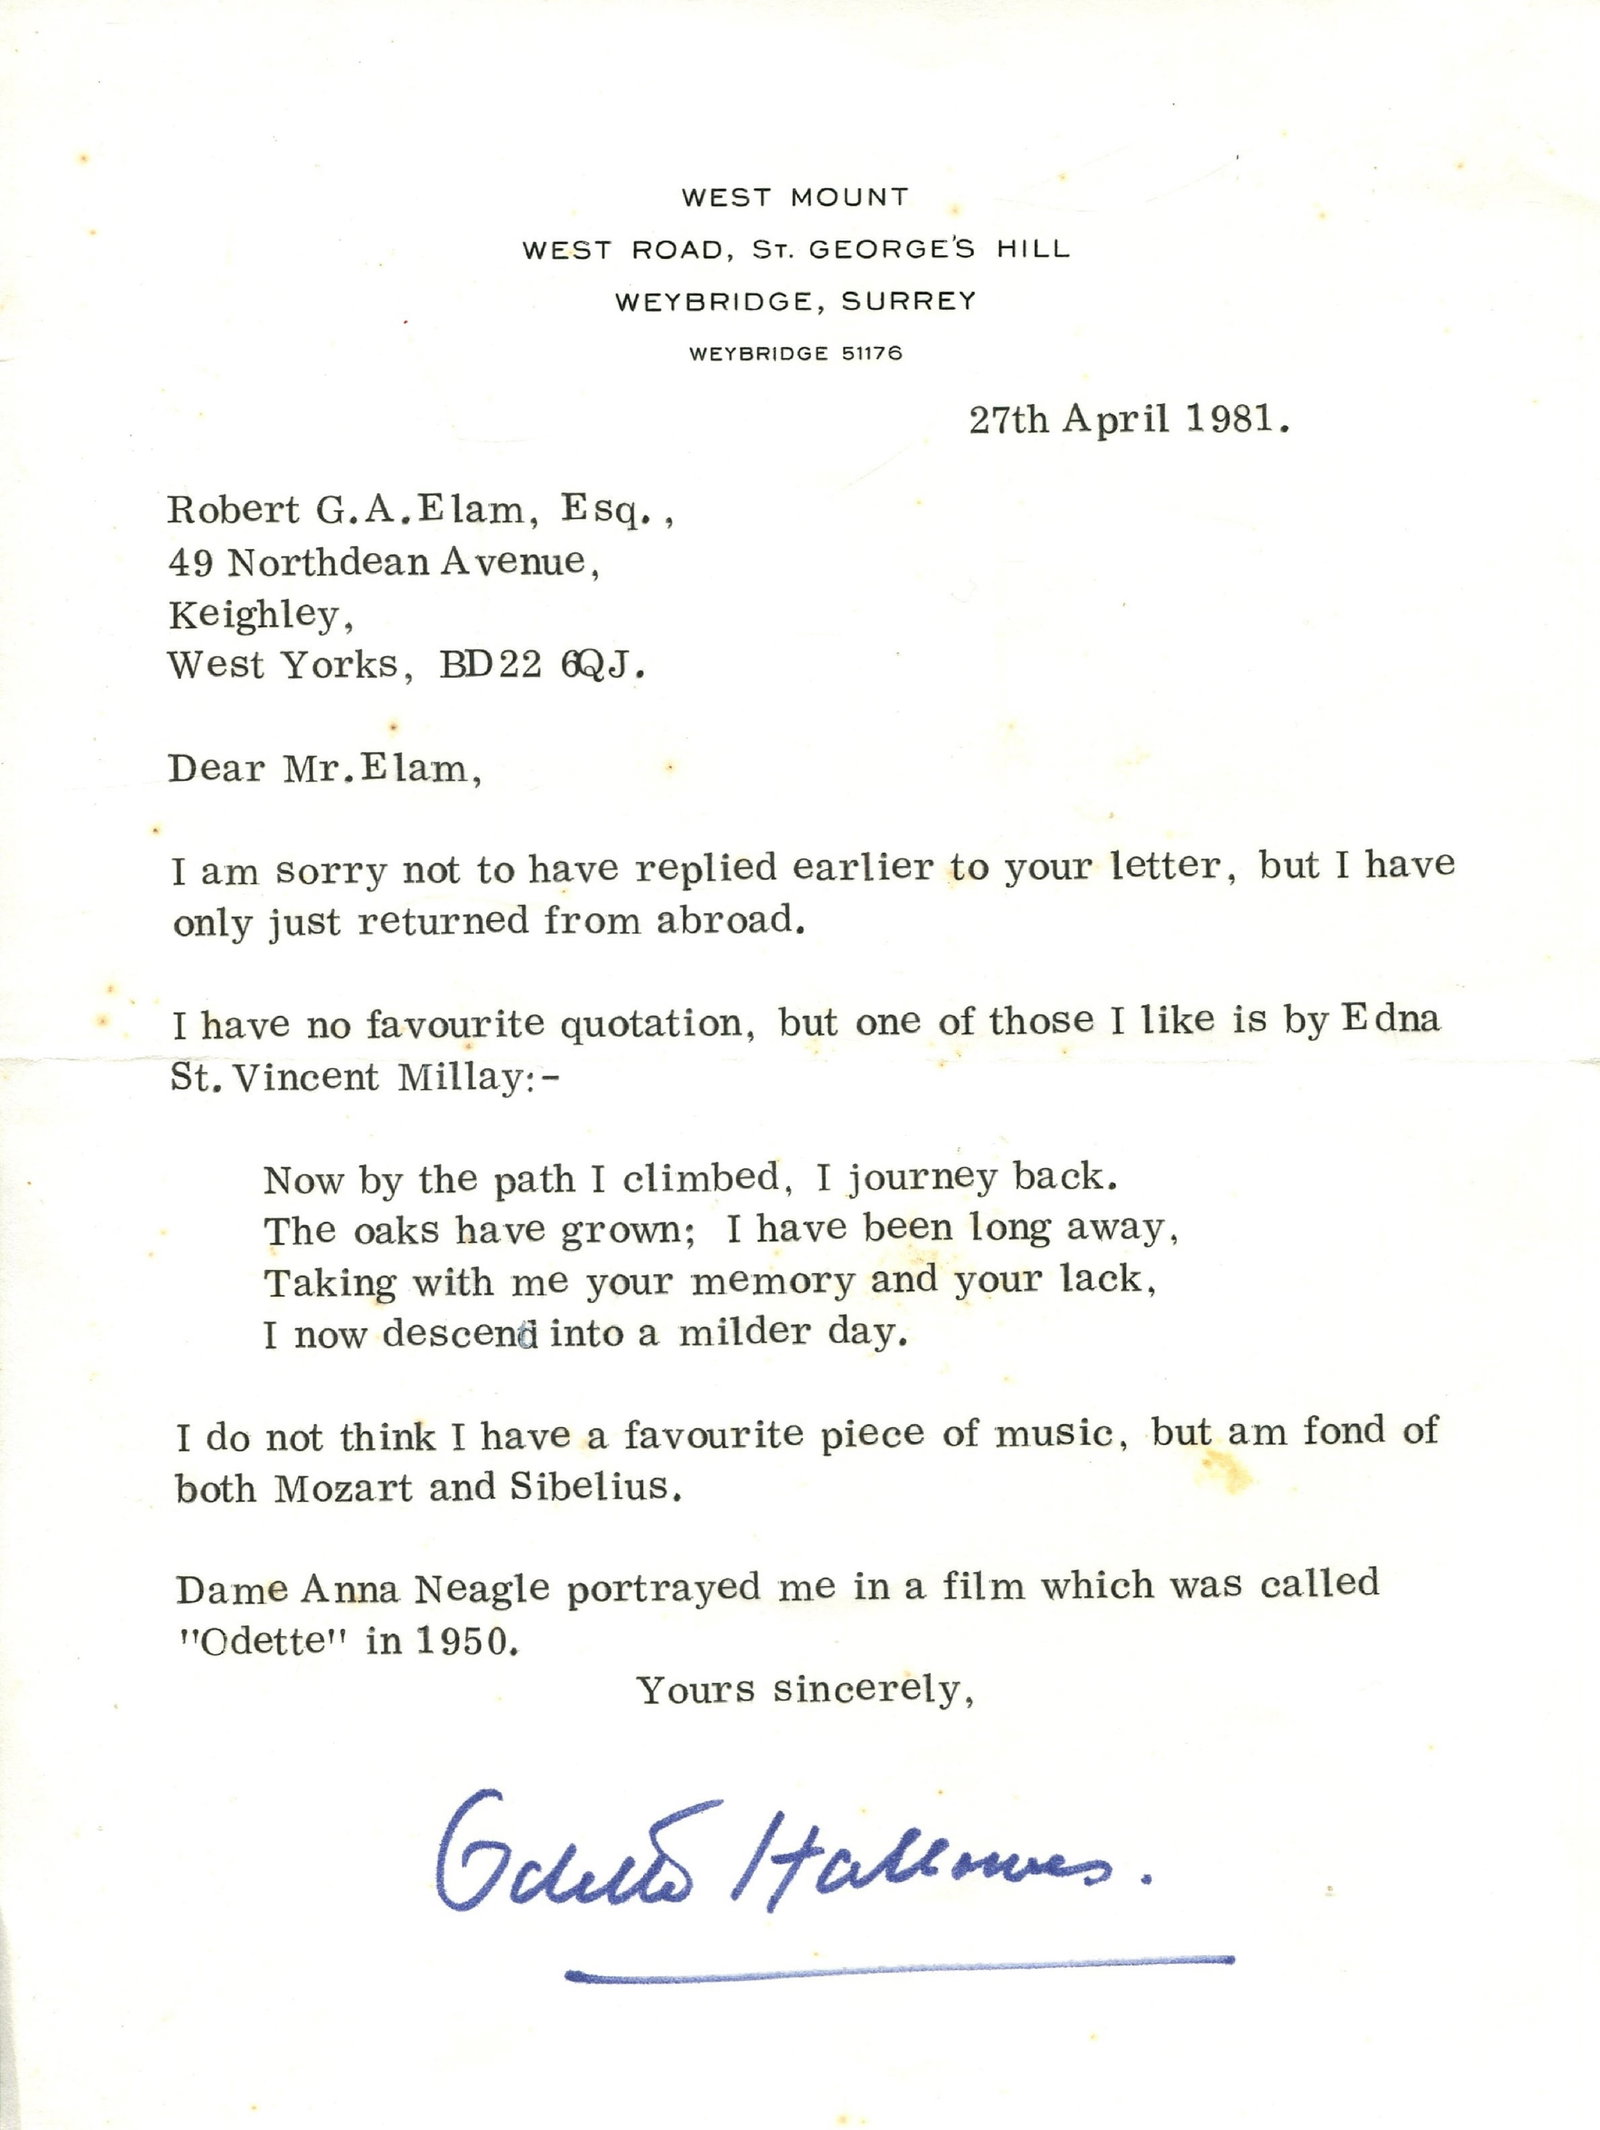 WEST MOUNT
WEST ROAD, ST. GEORGE'S HILL
WEYBRIDGE, SURREY
WEYBRIDGE 51176
27th April 1981.
Robert G.A.Elam, Esq.,
49 Northdean Avenue,
Keighley,
West Yorks, BD22 6QJ.
Dear Mr.Elam,
I am sorry not to have replied earlier to your letter, but I have
only just returned from abroad.
I have no favourite quotation, but one of those I like is by Edna
St. Vincent Millay:-
Now by the path I climbed, I journey back.
The oaks have grown; I have been long away,
Taking with me your memory and your lack,
I now descend into a milder day.
I do not think I have a favourite piece of music, but am fond of
both Mozart and Sibelius.
Dame Anna Neagle portrayed me in a film which was called
"Odette" in 1950.
Yours sincerely,
Odette Hallowes.